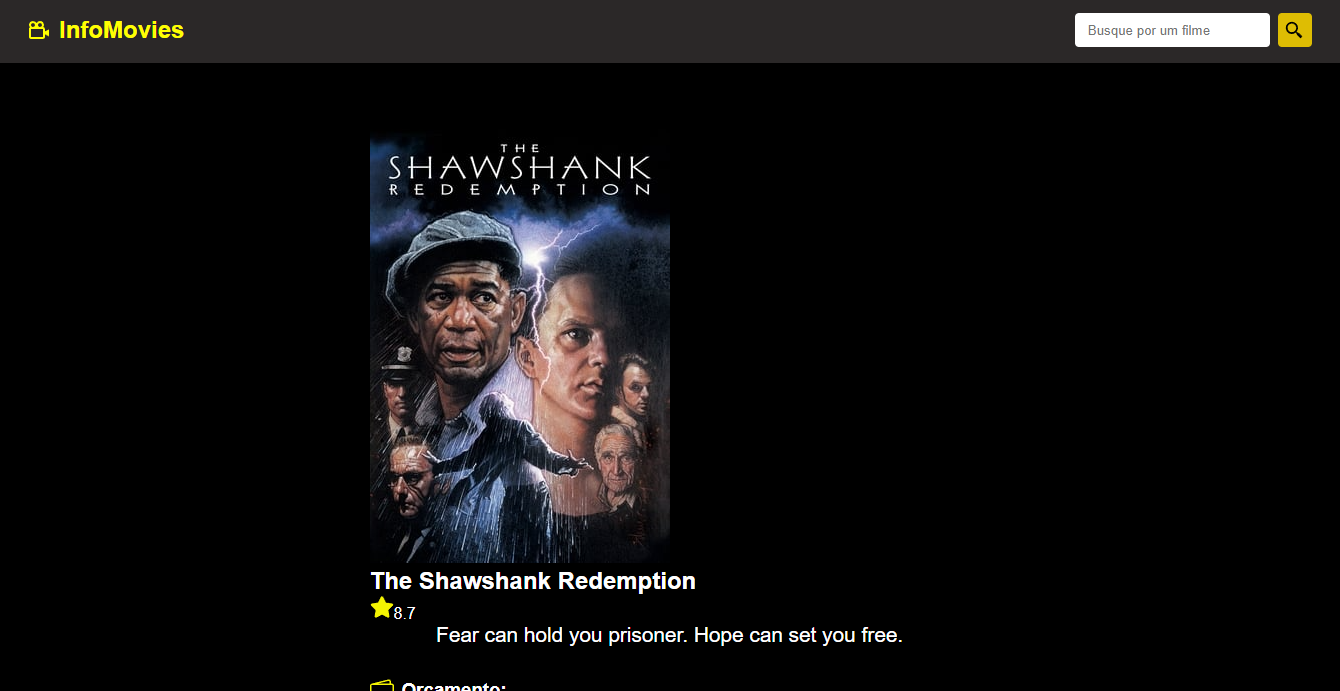 InfoMovies
Busque por um filme
THE
SHAWSHANK
REDEMPTION
The Shawshank Redemption
8.7
Fear can hold you prisoner. Hope can set you free.
Orçamento: